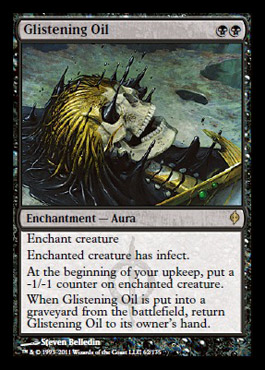 Glistening Oil
Enchantment — Aura
Enchant creature
Enchanted creature has infect.
At the beginning of your upkeep, put a
-1/-1 counter on enchanted creature.
When Glistening Oil is put into a
graveyard from the battlefield, return
Glistening Oil to its owner's hand.
Steven Belledin
™ & © 1993–2011 Wizards of the Coast LLC 62/175